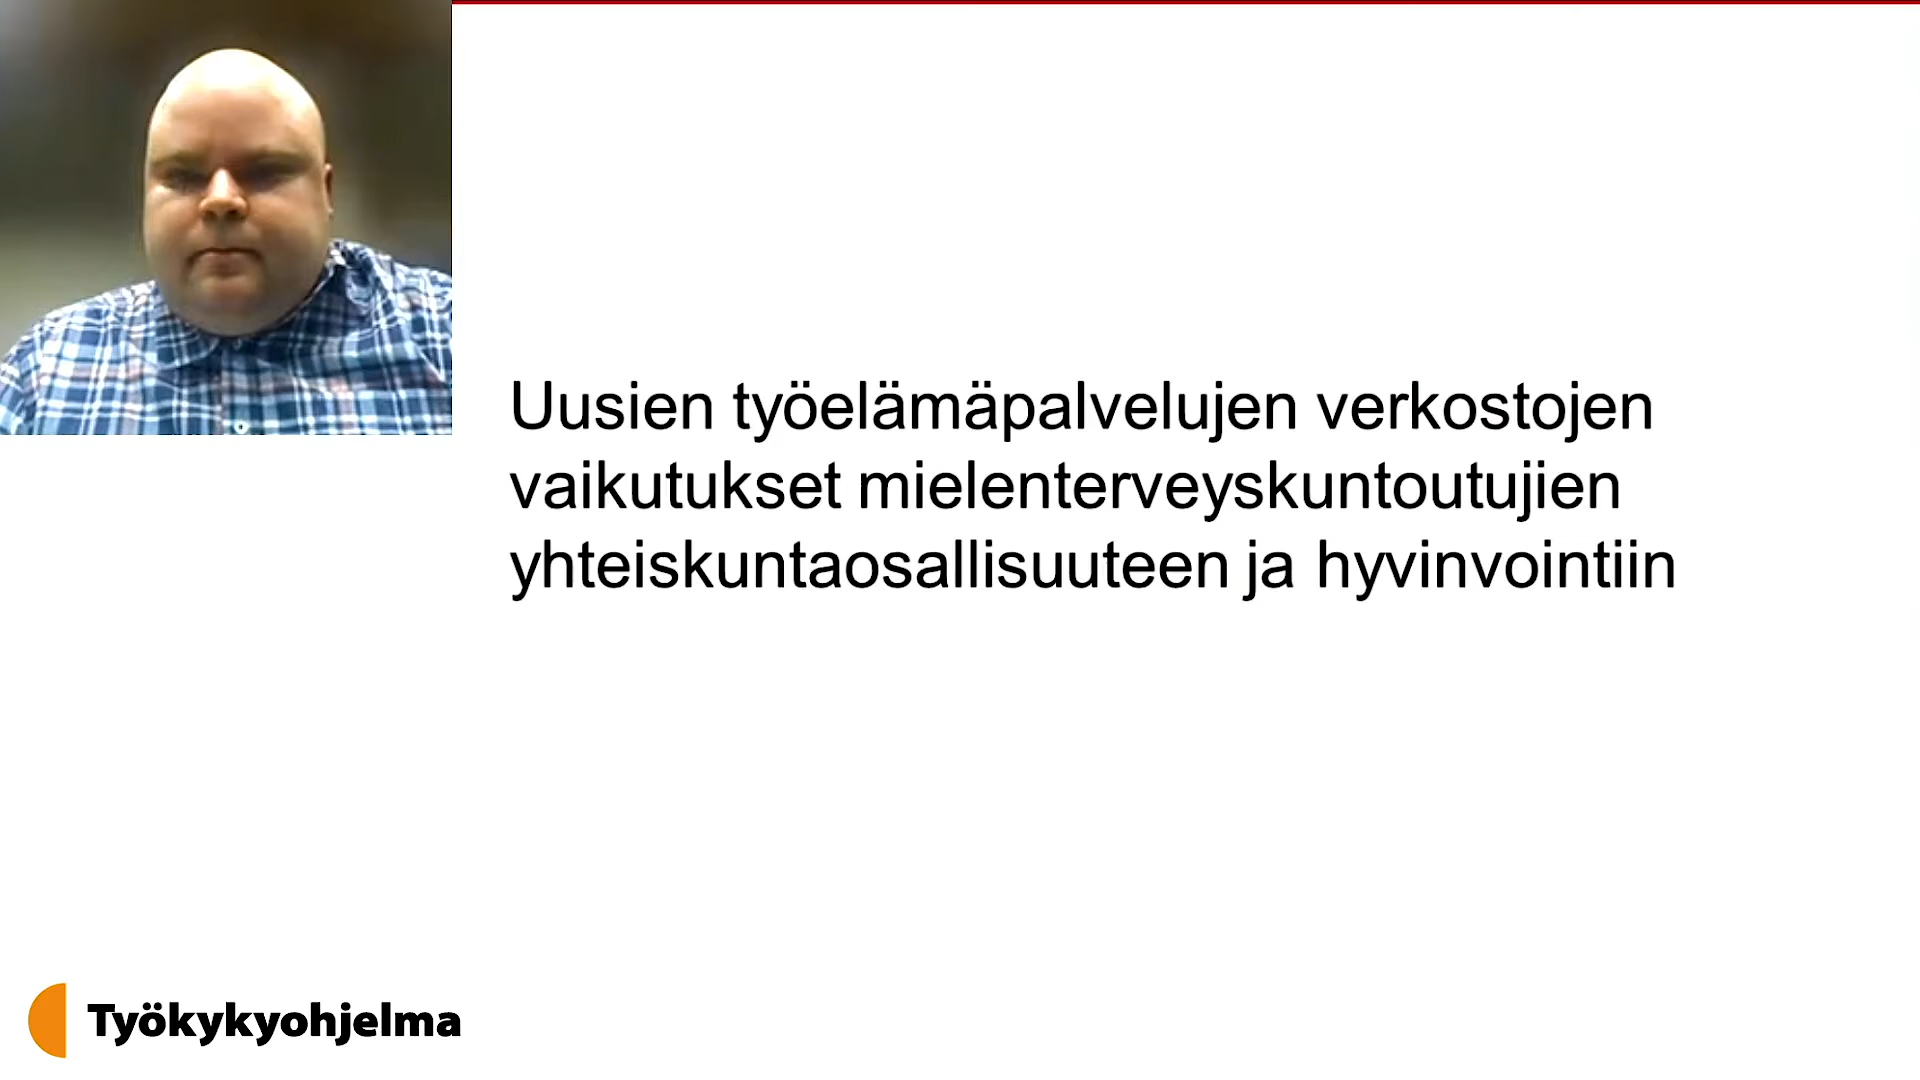 Uusien työelämäpalvelujen verkostojen
vaikutukset mielenterveyskuntoutujien
yhteiskuntaosallisuuteen ja hyvinvointiin
Työkykyohjelma